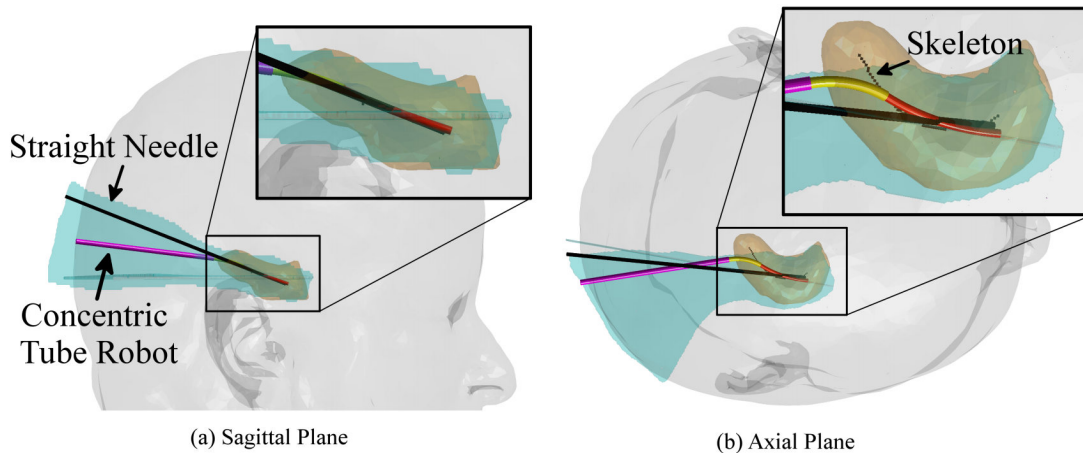 Skeleton
Straight Needle
Concentric
Tube Robot
(a) Sagittal Plane
(b) Axial Plane